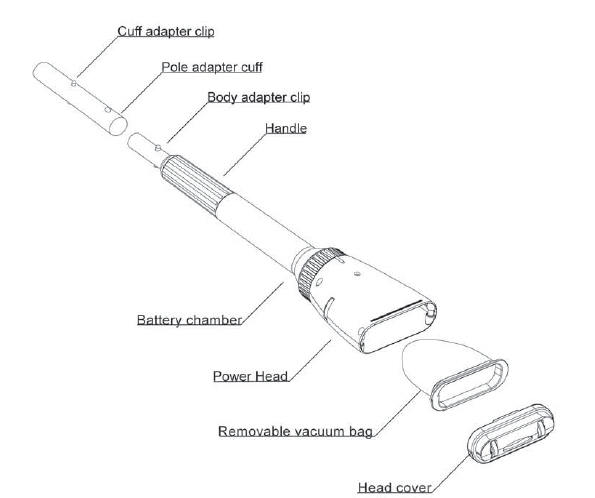 Cuff adapter clip
Pole adapter cuff
Body adapter clip
Handle
Battery chamber
Power Head
Removable vacuum bag
Head cover